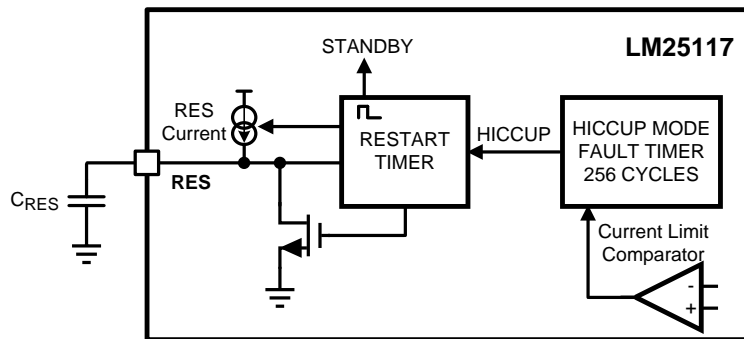 LM25117
STANDBY
RES
Current
RESTART
TIMER
HICCUP
HICCUP MODE
FAULT TIMER
256 CYCLES
RES
CRES
Current Limit
Comparator
-
+